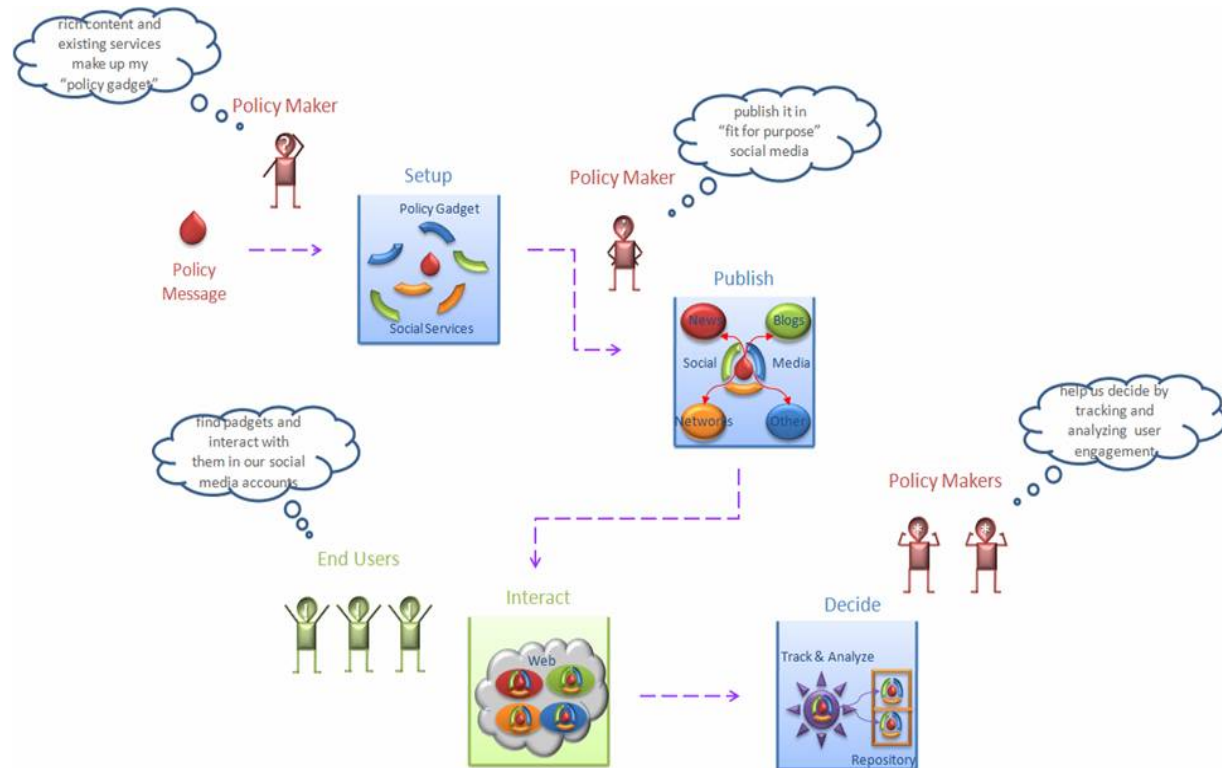 rich content and
existing services
make up my
“policy gadget”
Policy Maker
publish it in
“fit for purpose”
social media
Setup
Policy Maker
Policy Gadget
Policy
Message
Social Services
Publish
News
Blogs
Social
Media
Networks
Other
find padgets and
interact with
them in our social
media accounts
help us decide by
tracking and
analyzing user
engagement
Policy Makers
End Users
Interact
Decide
Web
Track & Analyze
Repository